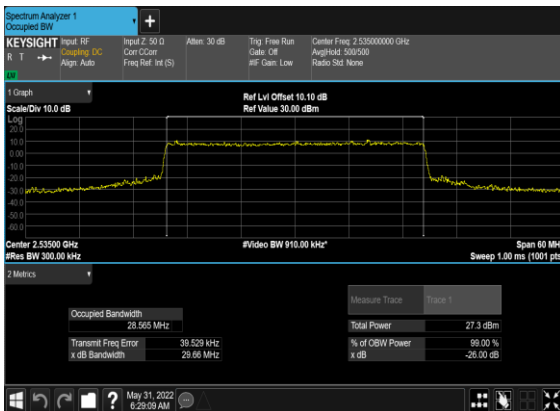 Spectrum Analyzer 1
Occupied BW
+
KEYSIGHT Input: RF Input Z: 50 Ω Atten: 30 dB Trig: Free Run Center Freq: 2.535000000 GHz
R T Coupling: DC Corr CCorr Gate: Off Avg|Hold: 500/500
Align: Auto Freq Ref: Int (S) #IF Gain: Low Radio Std: None
LVI
1 Graph
Scale/Div 10.0 dB Ref Lvl Offset 10.10 dB
Ref Value 30.00 dBm
Log
20.0
10.0
0.00
-10.0
-20.0
-30.0
-40.0
-50.0
-60.0
Center 2.53500 GHz #Video BW 910.00 kHz* Span 60 MH
#Res BW 300.00 kHz Sweep 1.00 ms (1001 pts
2 Metrics
Measure Trace Trace 1
Occupied Bandwidth
28.565 MHz Total Power 27.3 dBm
Transmit Freq Error 39.529 kHz % of OBW Power 99.00 %
x dB Bandwidth 29.66 MHz x dB -26.00 dB
? May 31, 2022
6:29:09 AM